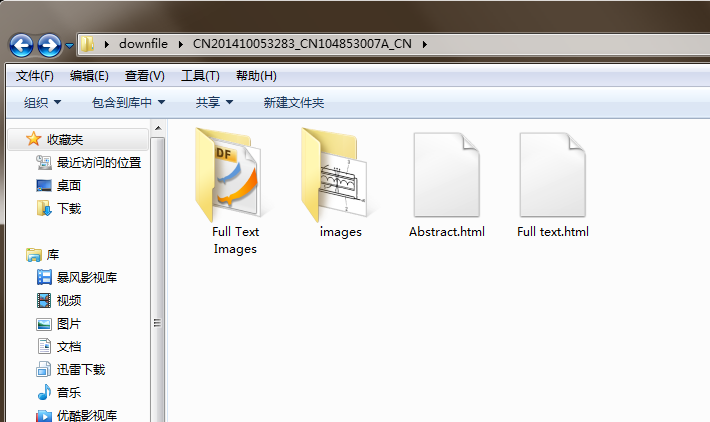 downfile CN201410053283_CN104853007A_CN
文件(F) 编辑(E) 查看(V) 工具(T) 帮助(H)
组织 包含到库中 共享 新建文件夹
收藏夹
最近访问的位置
桌面
下载
库
暴风影视库
视频
图片
文档
迅雷下载
音乐
优酷影视库
DF
Full Text
Images
images
Abstract.html
Full text.html